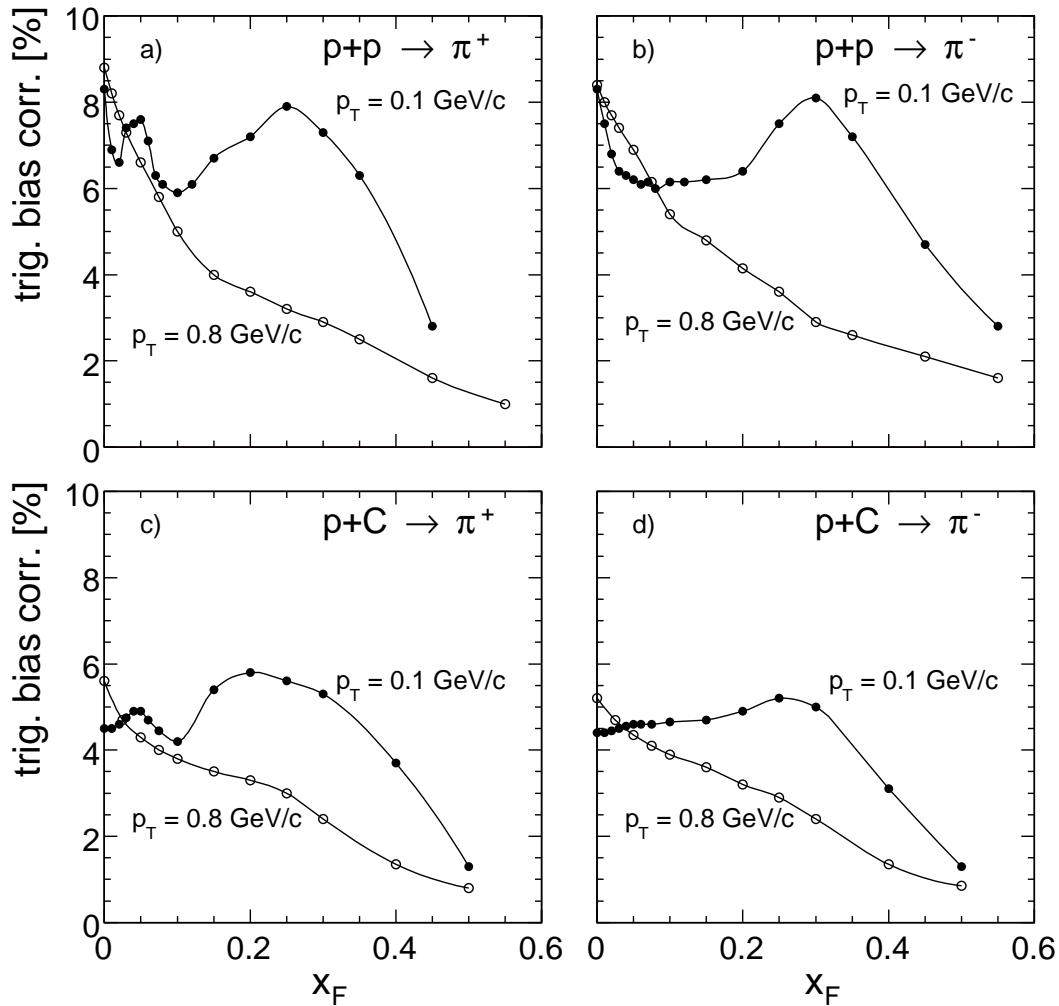 10
8
6
4
2
0
trig. bias corr. [%]
a)
p+p → π⁺
p_T = 0.1 GeV/c
p_T = 0.8 GeV/c
b)
p+p → π⁻
p_T = 0.1 GeV/c
p_T = 0.8 GeV/c
10
8
6
4
2
0
trig. bias corr. [%]
c)
p+C → π⁺
p_T = 0.1 GeV/c
p_T = 0.8 GeV/c
0 0.2 0.4 0.6
x_F
d)
p+C → π⁻
p_T = 0.1 GeV/c
p_T = 0.8 GeV/c
0 0.2 0.4 0.6
x_F